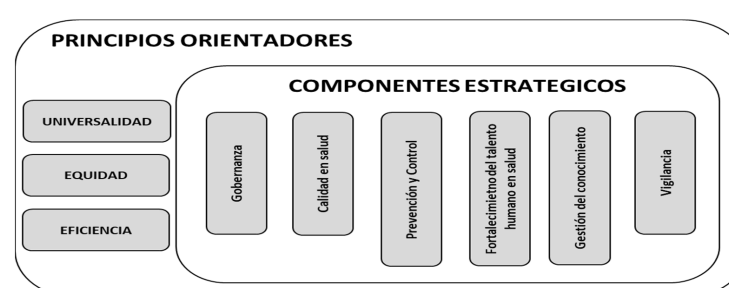 PRINCIPIOS ORIENTADORES
COMPONENTES ESTRATEGICOS
UNIVERSALIDAD
EQUIDAD
EFICIENCIA
Gobernanza
Calidad en salud
Prevención y Control
Fortalecimietno del talento
humano en salud
Gestión del conocimiento
Vigilancia